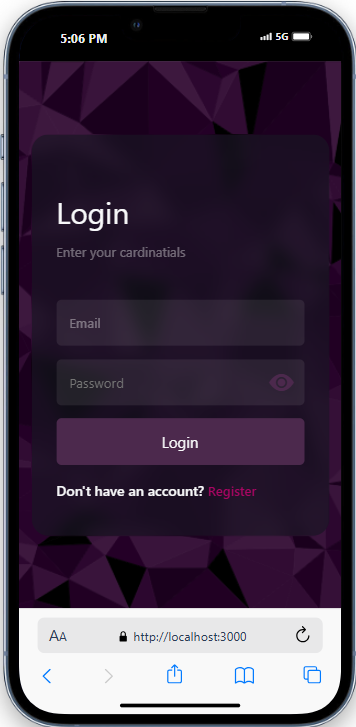 5:06 PM
5G
Login
Enter your cardinatials
Email
Password
Login
Don't have an account? Register
AA
http://localhost:3000